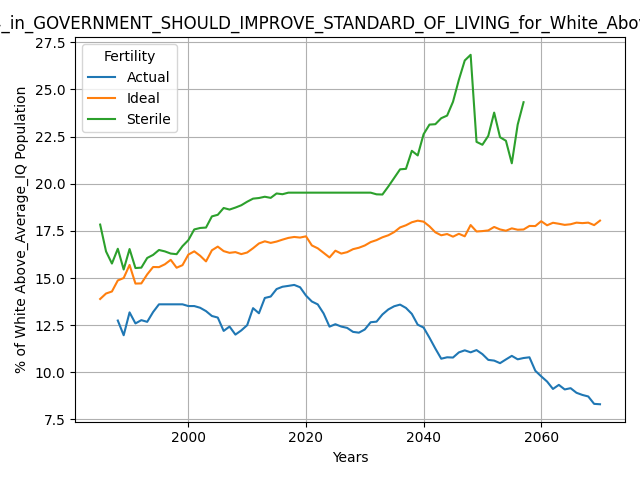 _in_GOVERNMENT_SHOULD_IMPROVE_STANDARD_OF_LIVING_for_White_Abo
Fertility
Actual
Ideal
Sterile
% of White Above_Average_IQ Population
27.5
25.0
22.5
20.0
17.5
15.0
12.5
10.0
7.5
2000
2020
2040
2060
Years